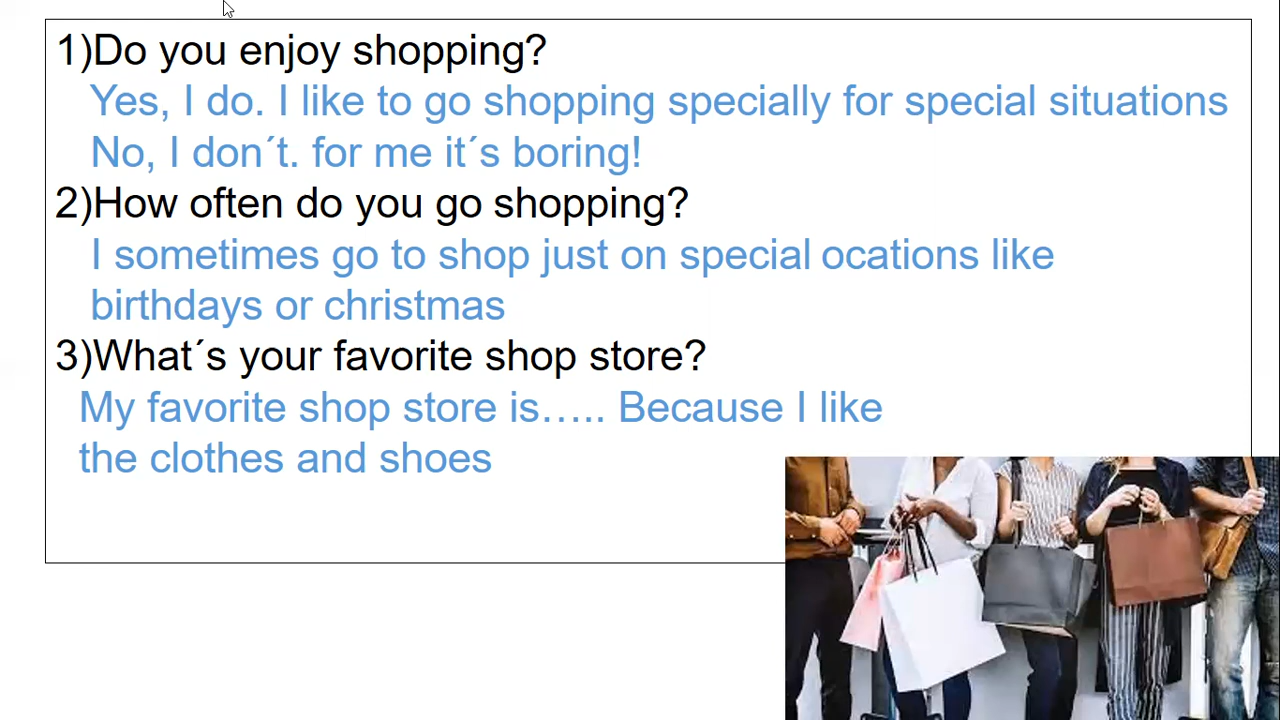 1)Do you enjoy shopping?
Yes, I do. I like to go shopping specially for special situations
No, I don´t. for me it´s boring!
2)How often do you go shopping?
I sometimes go to shop just on special ocations like
birthdays or christmas
3)What´s your favorite shop store?
My favorite shop store is….. Because I like
the clothes and shoes